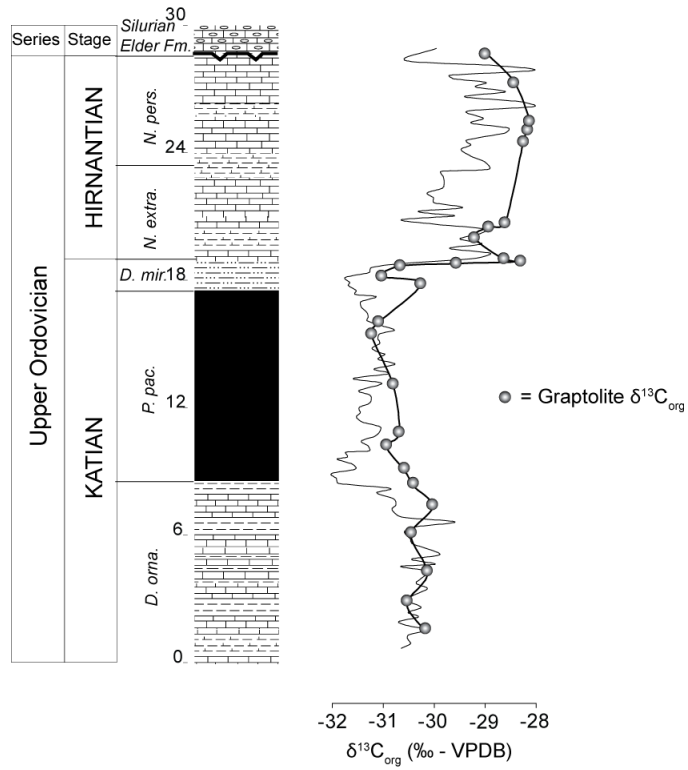 30
Silurian
Elder Fm.
Series
Stage
Upper Ordovician
HIRNANTIAN
KATIAN
N. pers.
24
N. extra.
D. mir.
18
P. pac.
12
6
D. orna.
0
= Graptolite δ¹³Corg
-32 -31 -30 -29 -28
δ¹³Corg (‰ - VPDB)